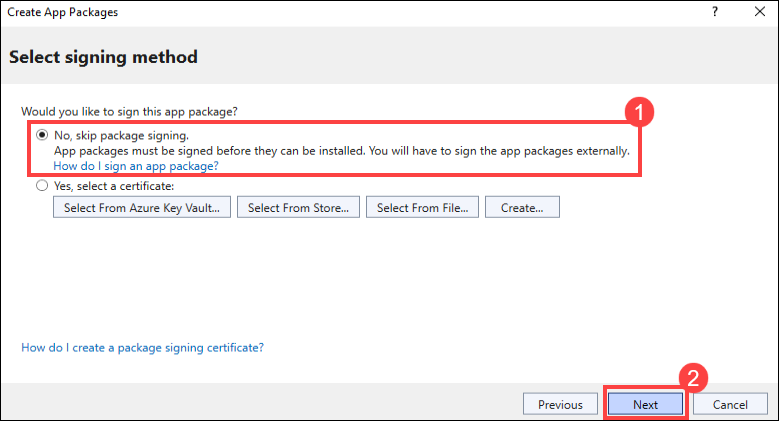 Create App Packages ? ×
Select signing method
Would you like to sign this app package?
1
No, skip package signing.
App packages must be signed before they can be installed. You will have to sign the app packages externally.
How do I sign an app package?
Yes, select a certificate:
Select From Azure Key Vault... Select From Store... Select From File... Create...
How do I create a package signing certificate?
2
Previous Next Cancel